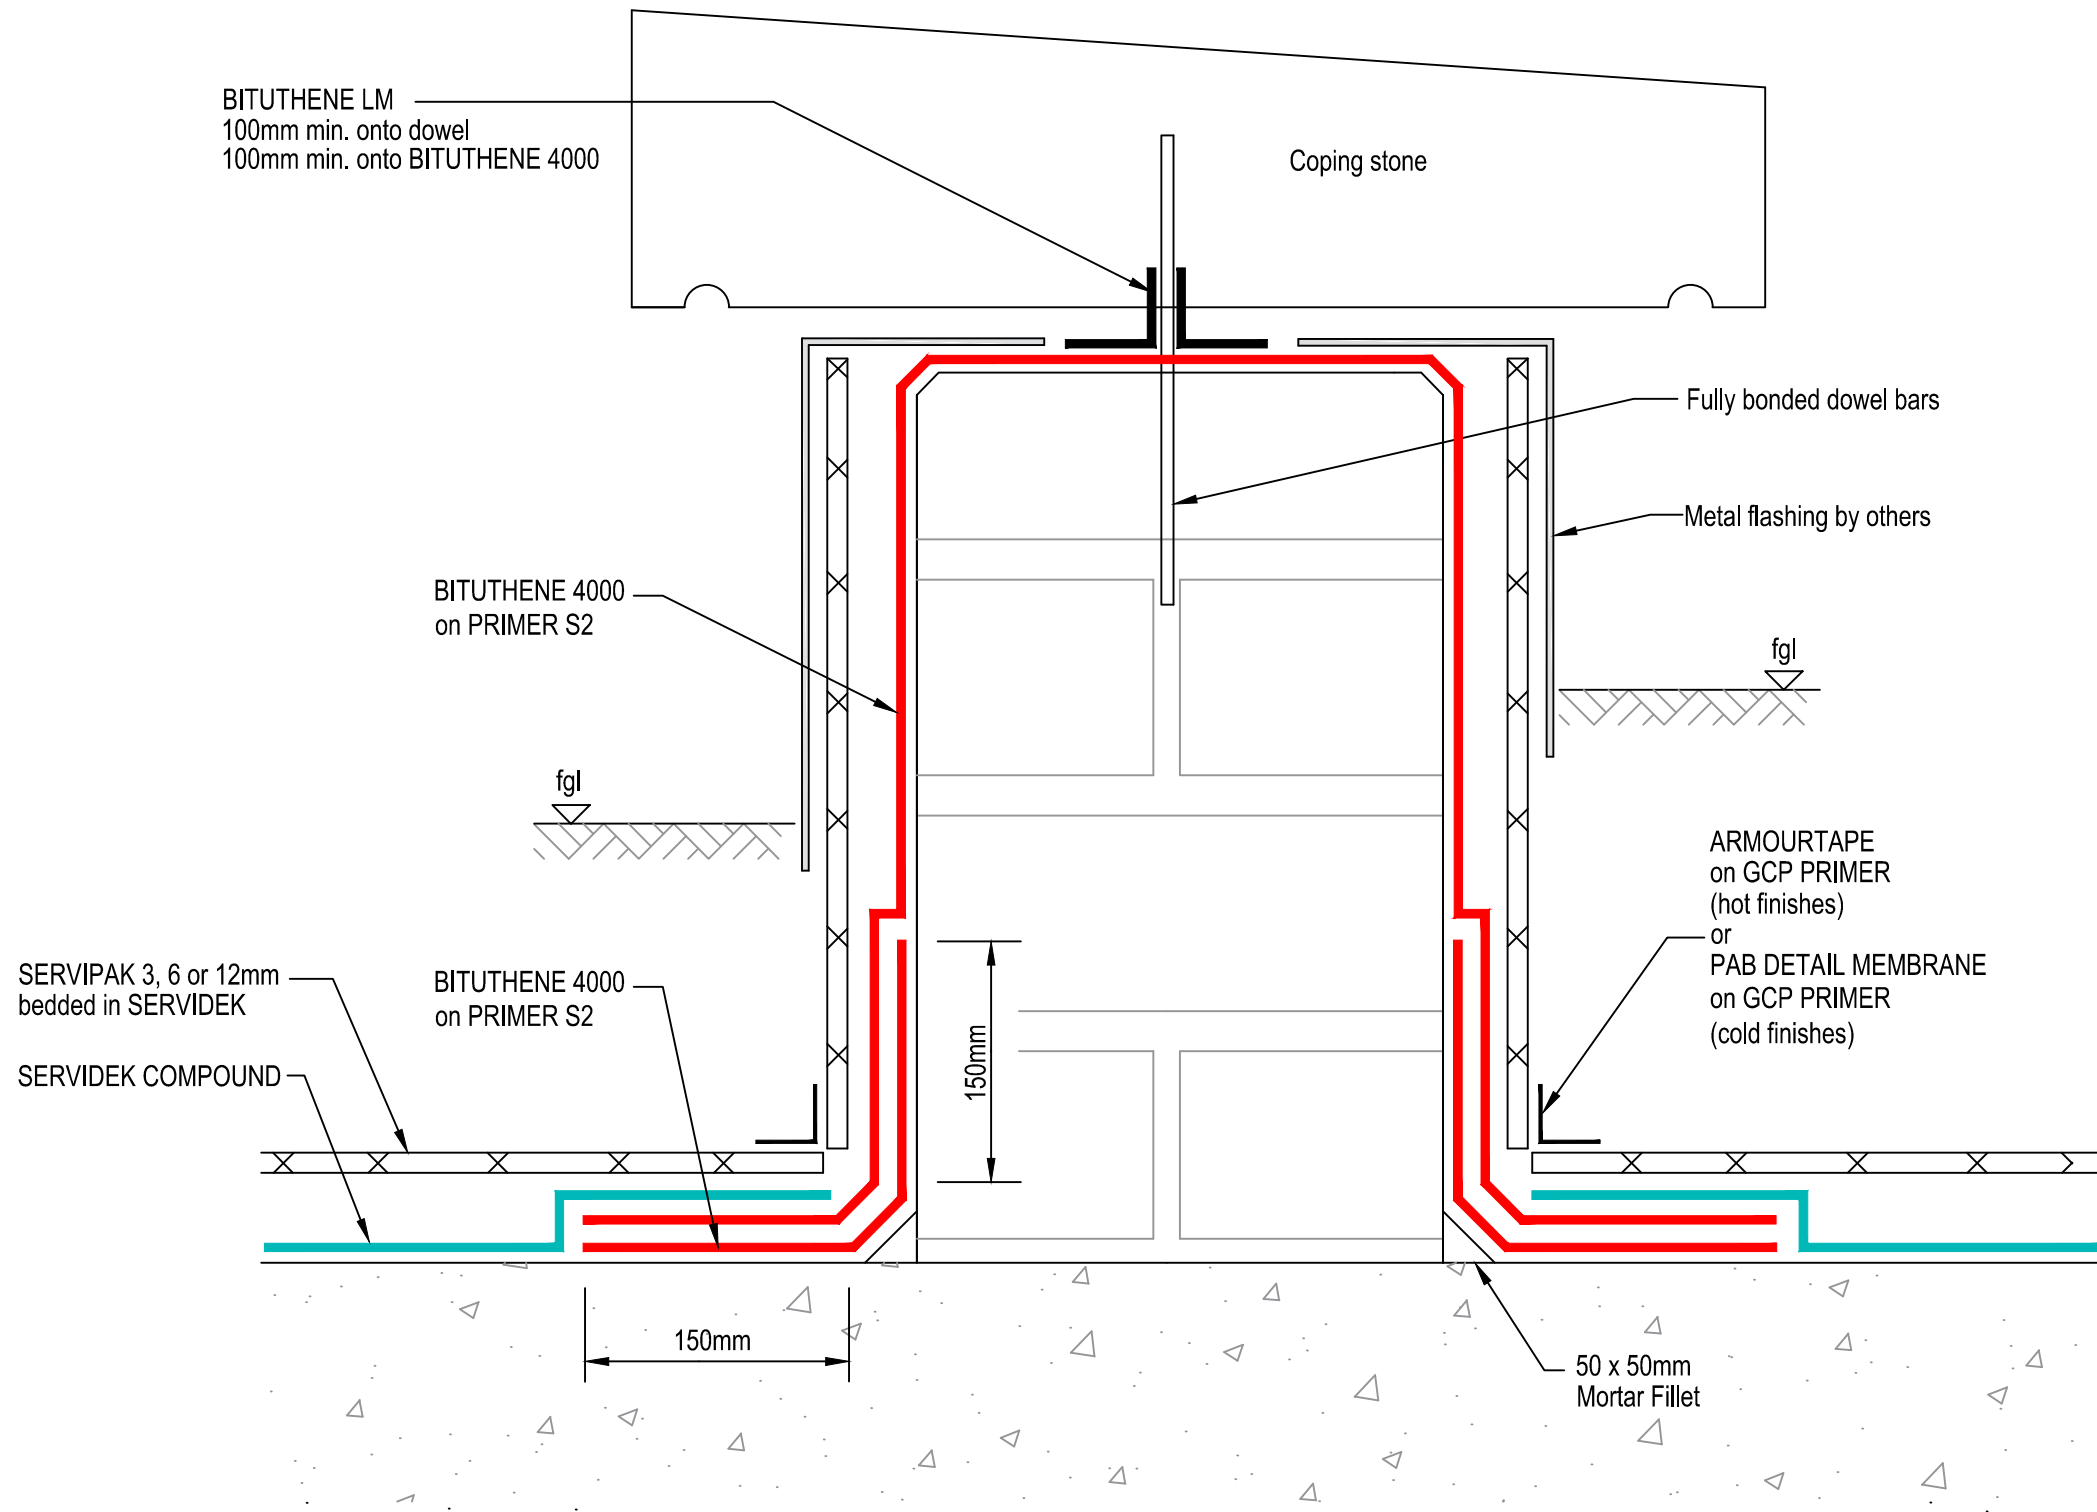 BITUTHENE LM
100mm min. onto dowel
100mm min. onto BITUTHENE 4000
Coping stone
Fully bonded dowel bars
Metal flashing by others
BITUTHENE 4000
on PRIMER S2
fgl
fgl
ARMOURTAPE
on GCP PRIMER
(hot finishes)
or
PAB DETAIL MEMBRANE
on GCP PRIMER
(cold finishes)
SERVIPAK 3, 6 or 12mm
bedded in SERVIDEK
BITUTHENE 4000
on PRIMER S2
SERVIDEK COMPOUND
150mm
150mm
50 x 50mm
Mortar Fillet